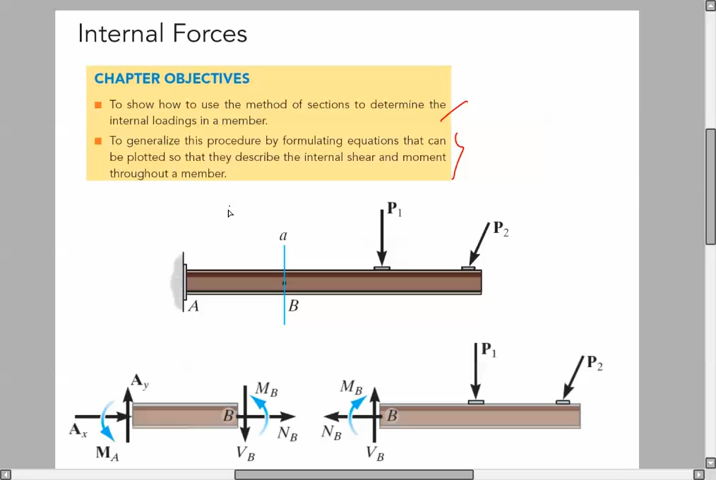 Internal Forces
CHAPTER OBJECTIVES
To show how to use the method of sections to determine the
internal loadings in a member.
To generalize this procedure by formulating equations that can
be plotted so that they describe the internal shear and moment
throughout a member.
P1
P2
a
A
B
Ay
MB
B
Ax
NB
MA
VB
P1
P2
MB
B
NB
VB